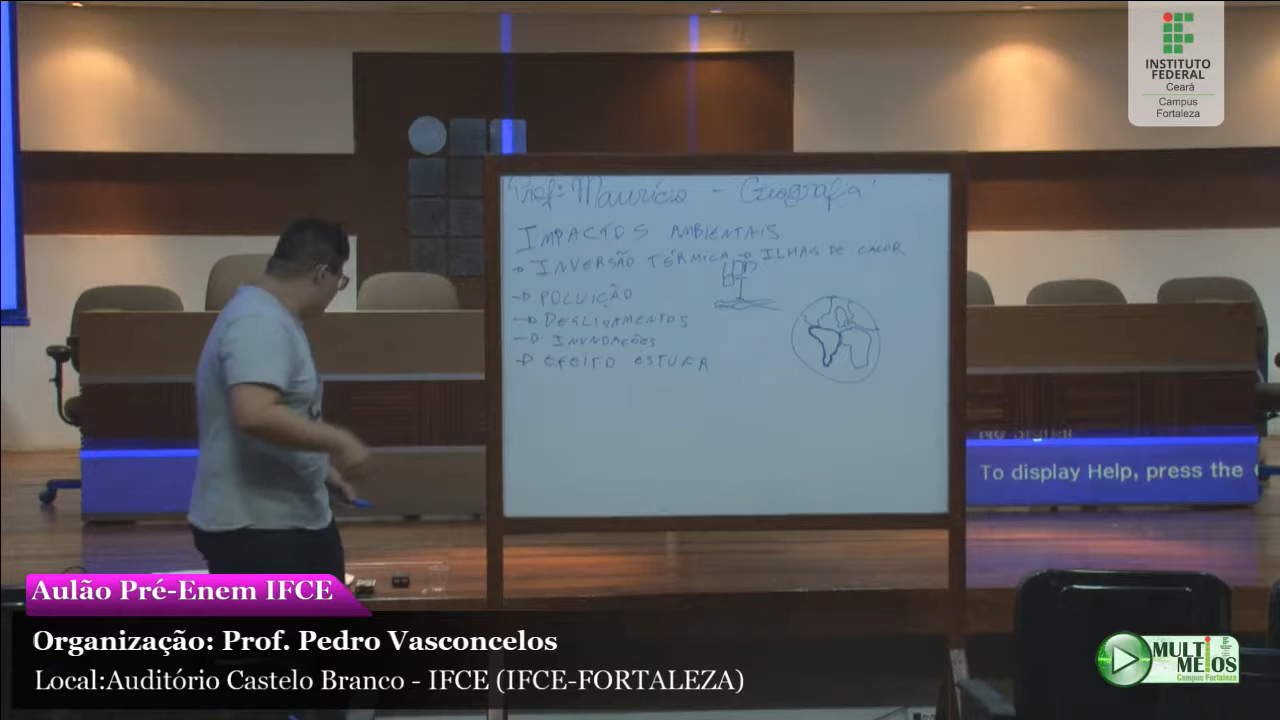 INSTITUTO
FEDERAL
Ceará
Campus
Fortaleza
Prof. Maurício - Geografia
IMPACTOS AMBIENTAIS
INVERSÃO TÉRMICA → ILHAS DE CALOR
→ POLUIÇÃO
→ DESLIZAMENTOS
→ INUNDAÇÕES
→ EFEITO ESTUFA
No signal
To display Help, press the
Aulão Pré-Enem IFCE
Organização: Prof. Pedro Vasconcelos
Local:Auditório Castelo Branco - IFCE (IFCE-FORTALEZA)
MULTIMEIOS
Campus Fortaleza